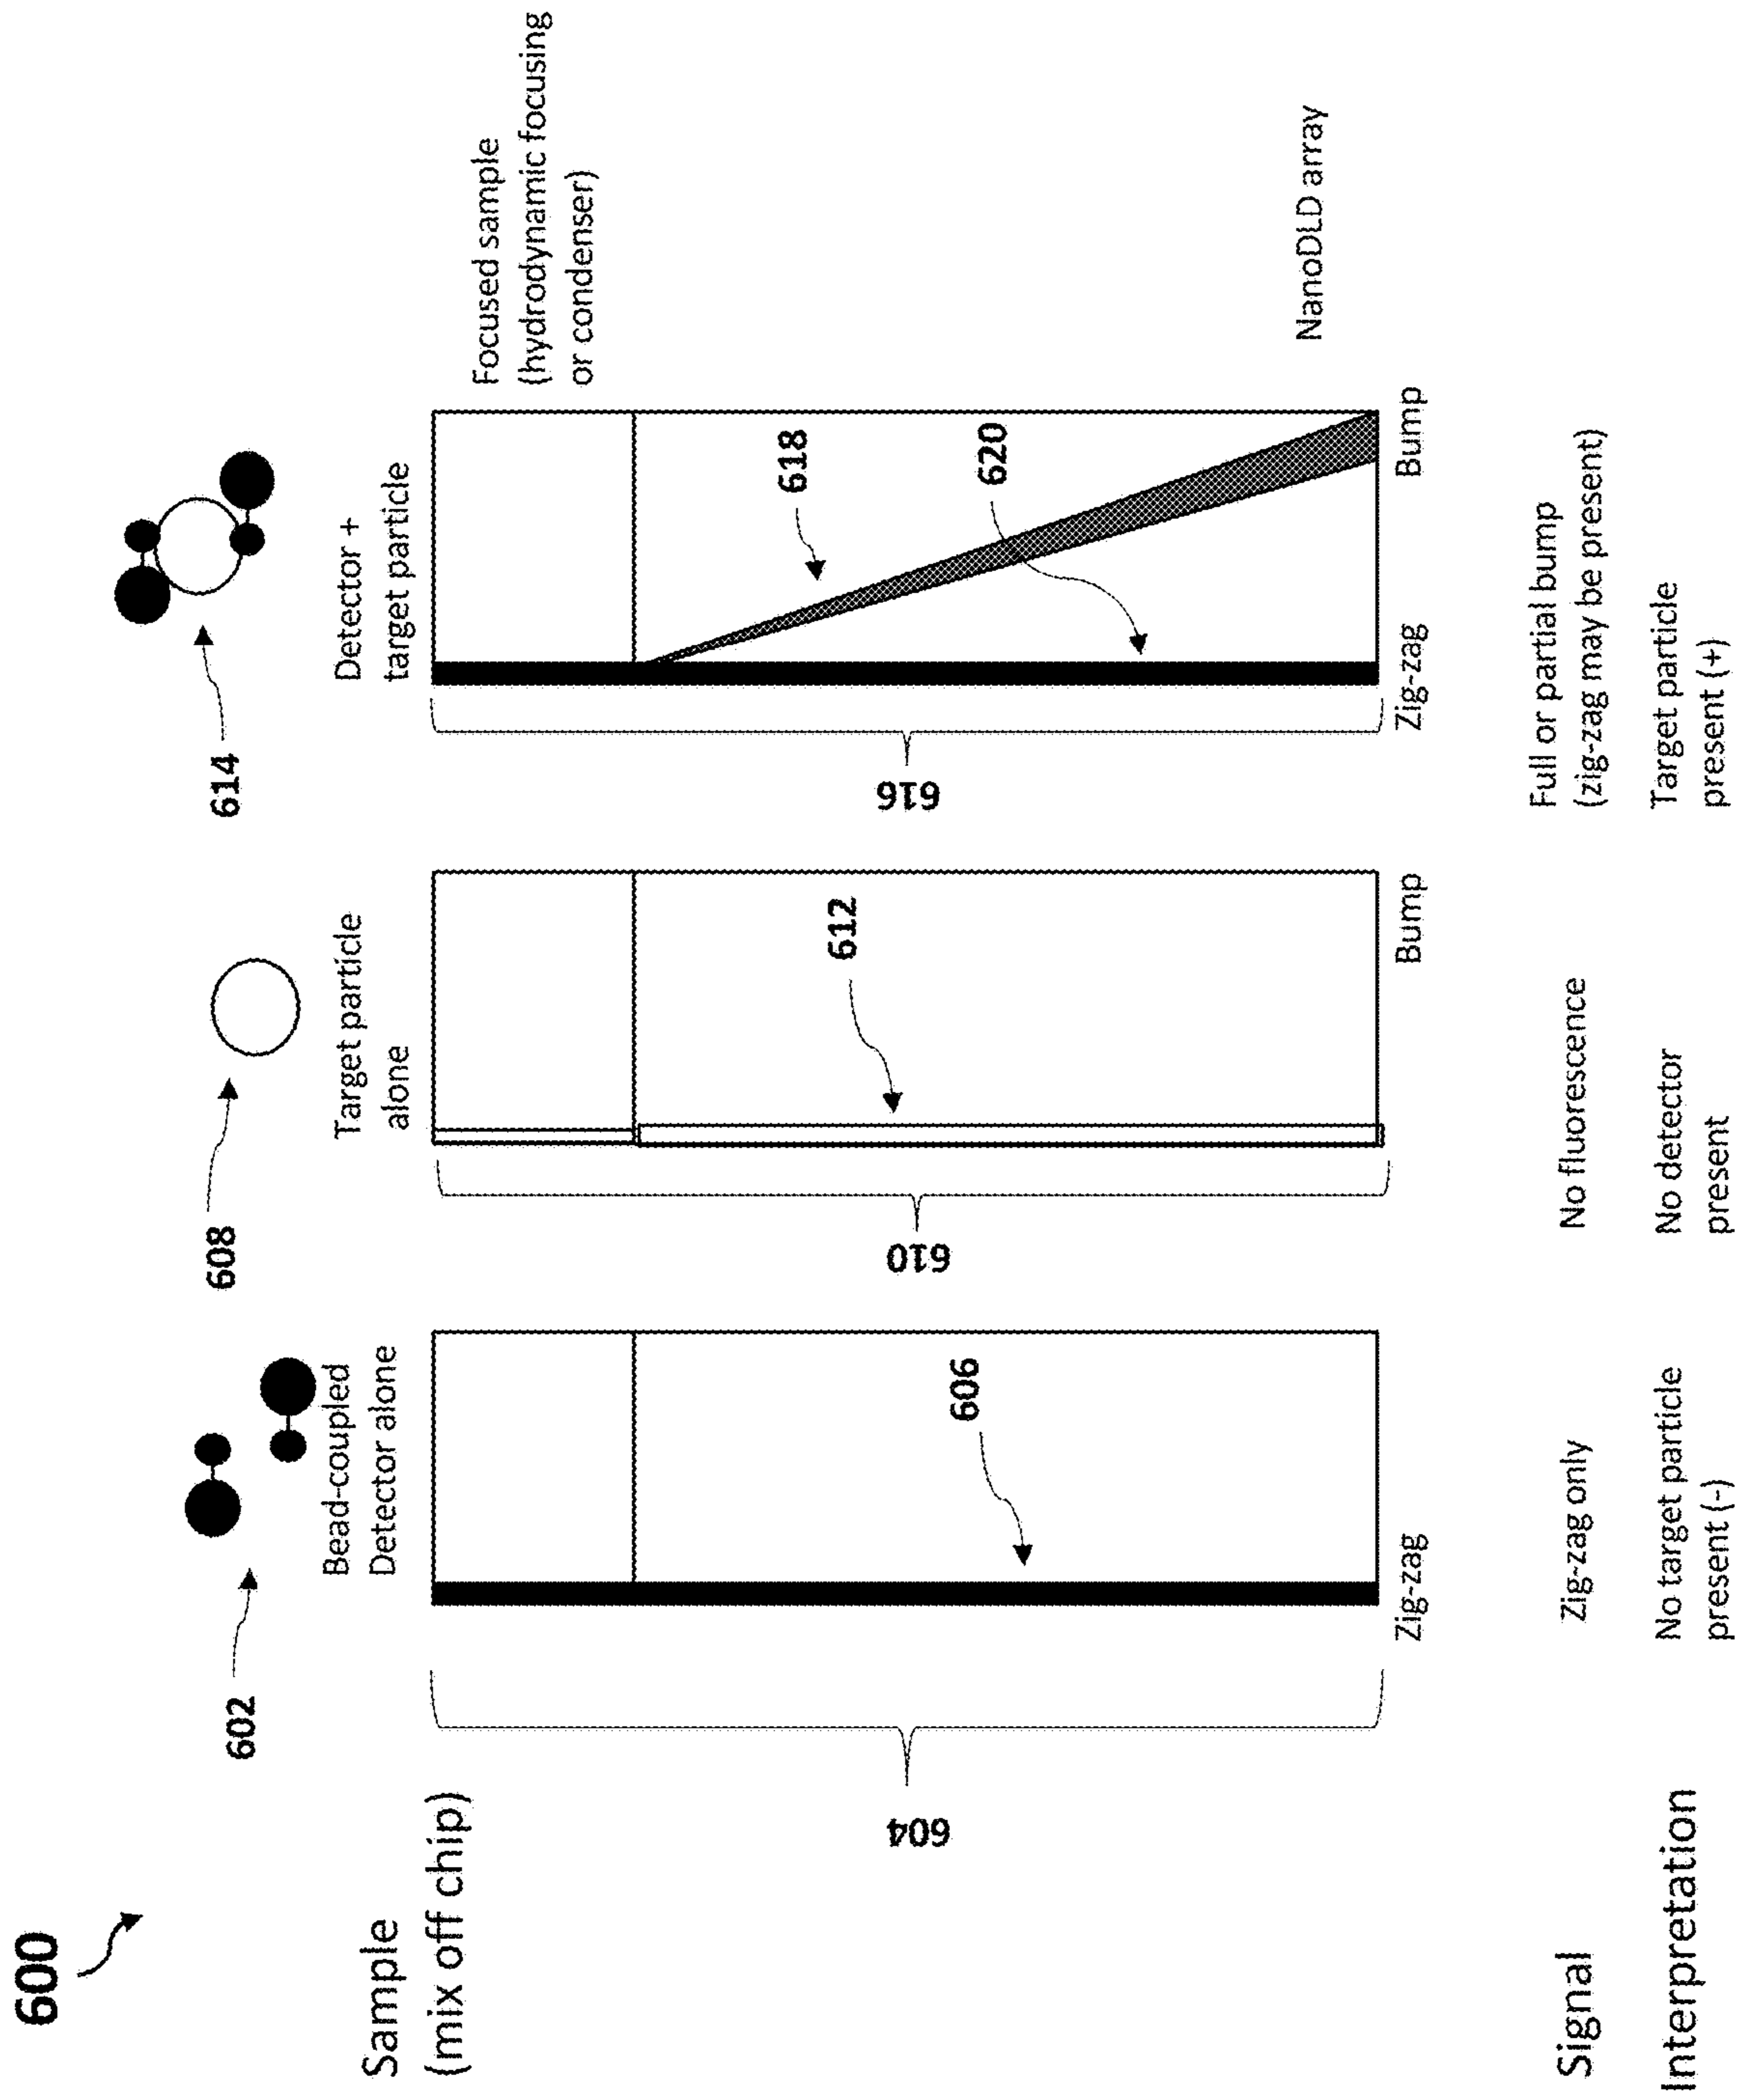 600
602
608
614
Sample
(mix off chip)
Bead-coupled
Detector alone
Target particle
alone
Detector +
target particle
Focused sample
(hydrodynamic focusing
or condenser)
604
606
610
612
616
618
620
NanoDLD array
Zig-zag
Bump
Zig-zag
Bump
Signal
Zig-zag only
No fluorescence
Full or partial bump
(zig-zag may be present)
Interpretation
No target particle
present (-)
No detector
present
Target particle
present (+)